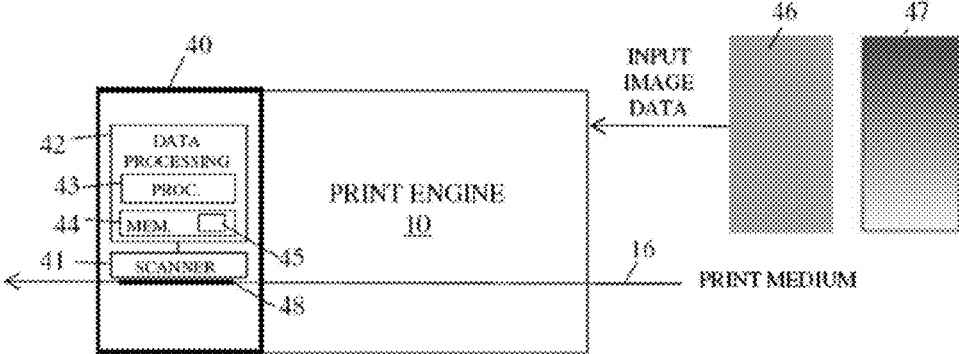 46
47
40
INPUT
IMAGE
DATA
42
DATA
PROCESSING
43
PROC.
PRINT ENGINE
10
44
MEM.
45
41
SCANNER
16
PRINT MEDIUM
48